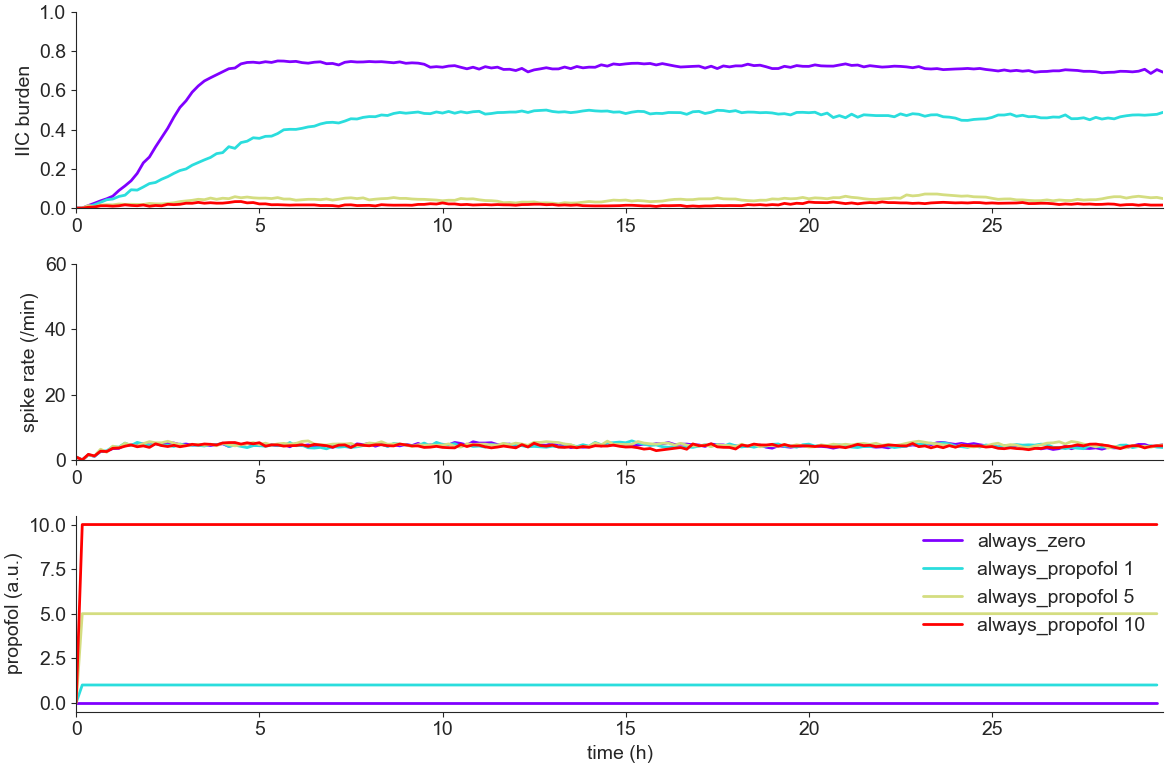 IIC burden
1.0
0.8
0.6
0.4
0.2
0.0
0 5 10 15 20 25
spike rate (/min)
60
40
20
0
0 5 10 15 20 25
propofol (a.u.)
10.0
7.5
5.0
2.5
0.0
always_zero
always_propofol 1
always_propofol 5
always_propofol 10
0 5 10 15 20 25
time (h)